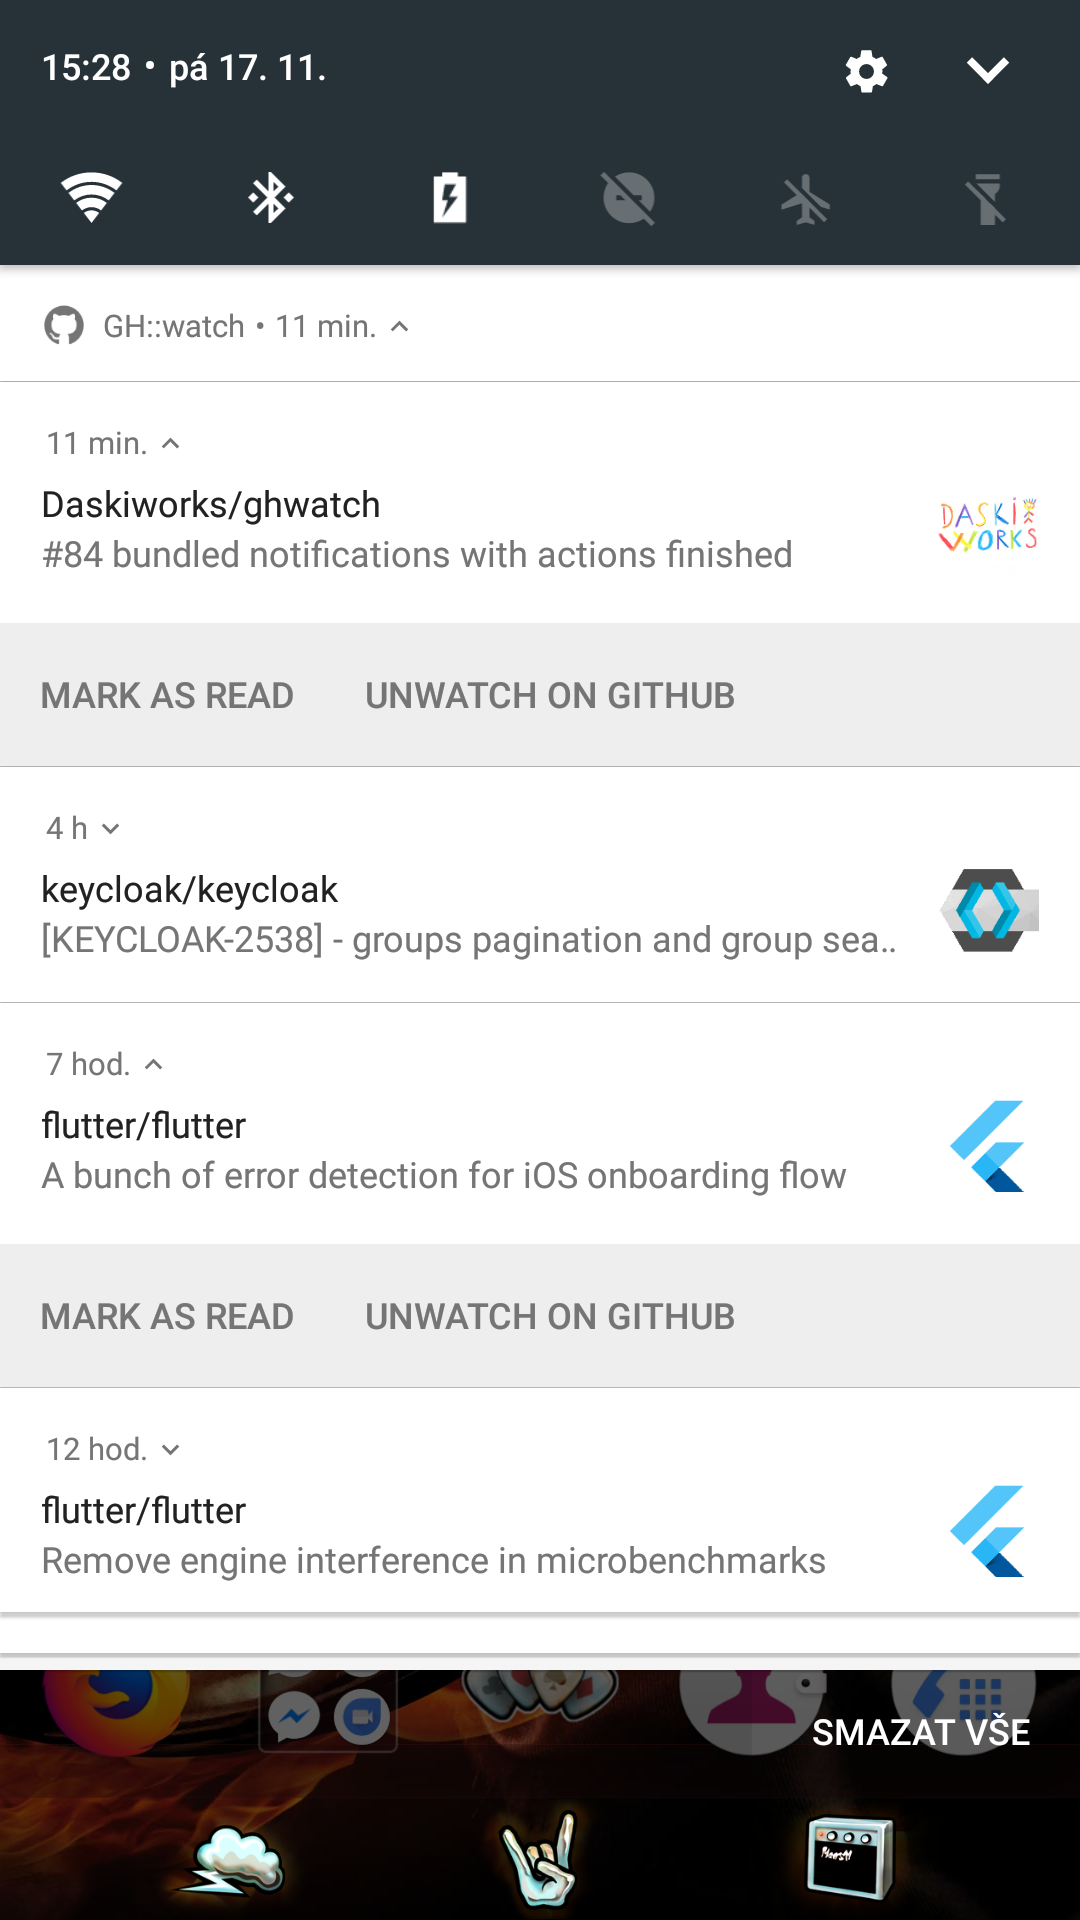 15:28 • pá 17. 11.
GH::watch • 11 min.
11 min.
Daskiworks/ghwatch
#84 bundled notifications with actions finished
DASKI
WORKS
MARK AS READ UNWATCH ON GITHUB
4 h
keycloak/keycloak
[KEYCLOAK-2538] - groups pagination and group sea..
7 hod.
flutter/flutter
A bunch of error detection for iOS onboarding flow
MARK AS READ UNWATCH ON GITHUB
12 hod.
flutter/flutter
Remove engine interference in microbenchmarks
SMAZAT VŠE